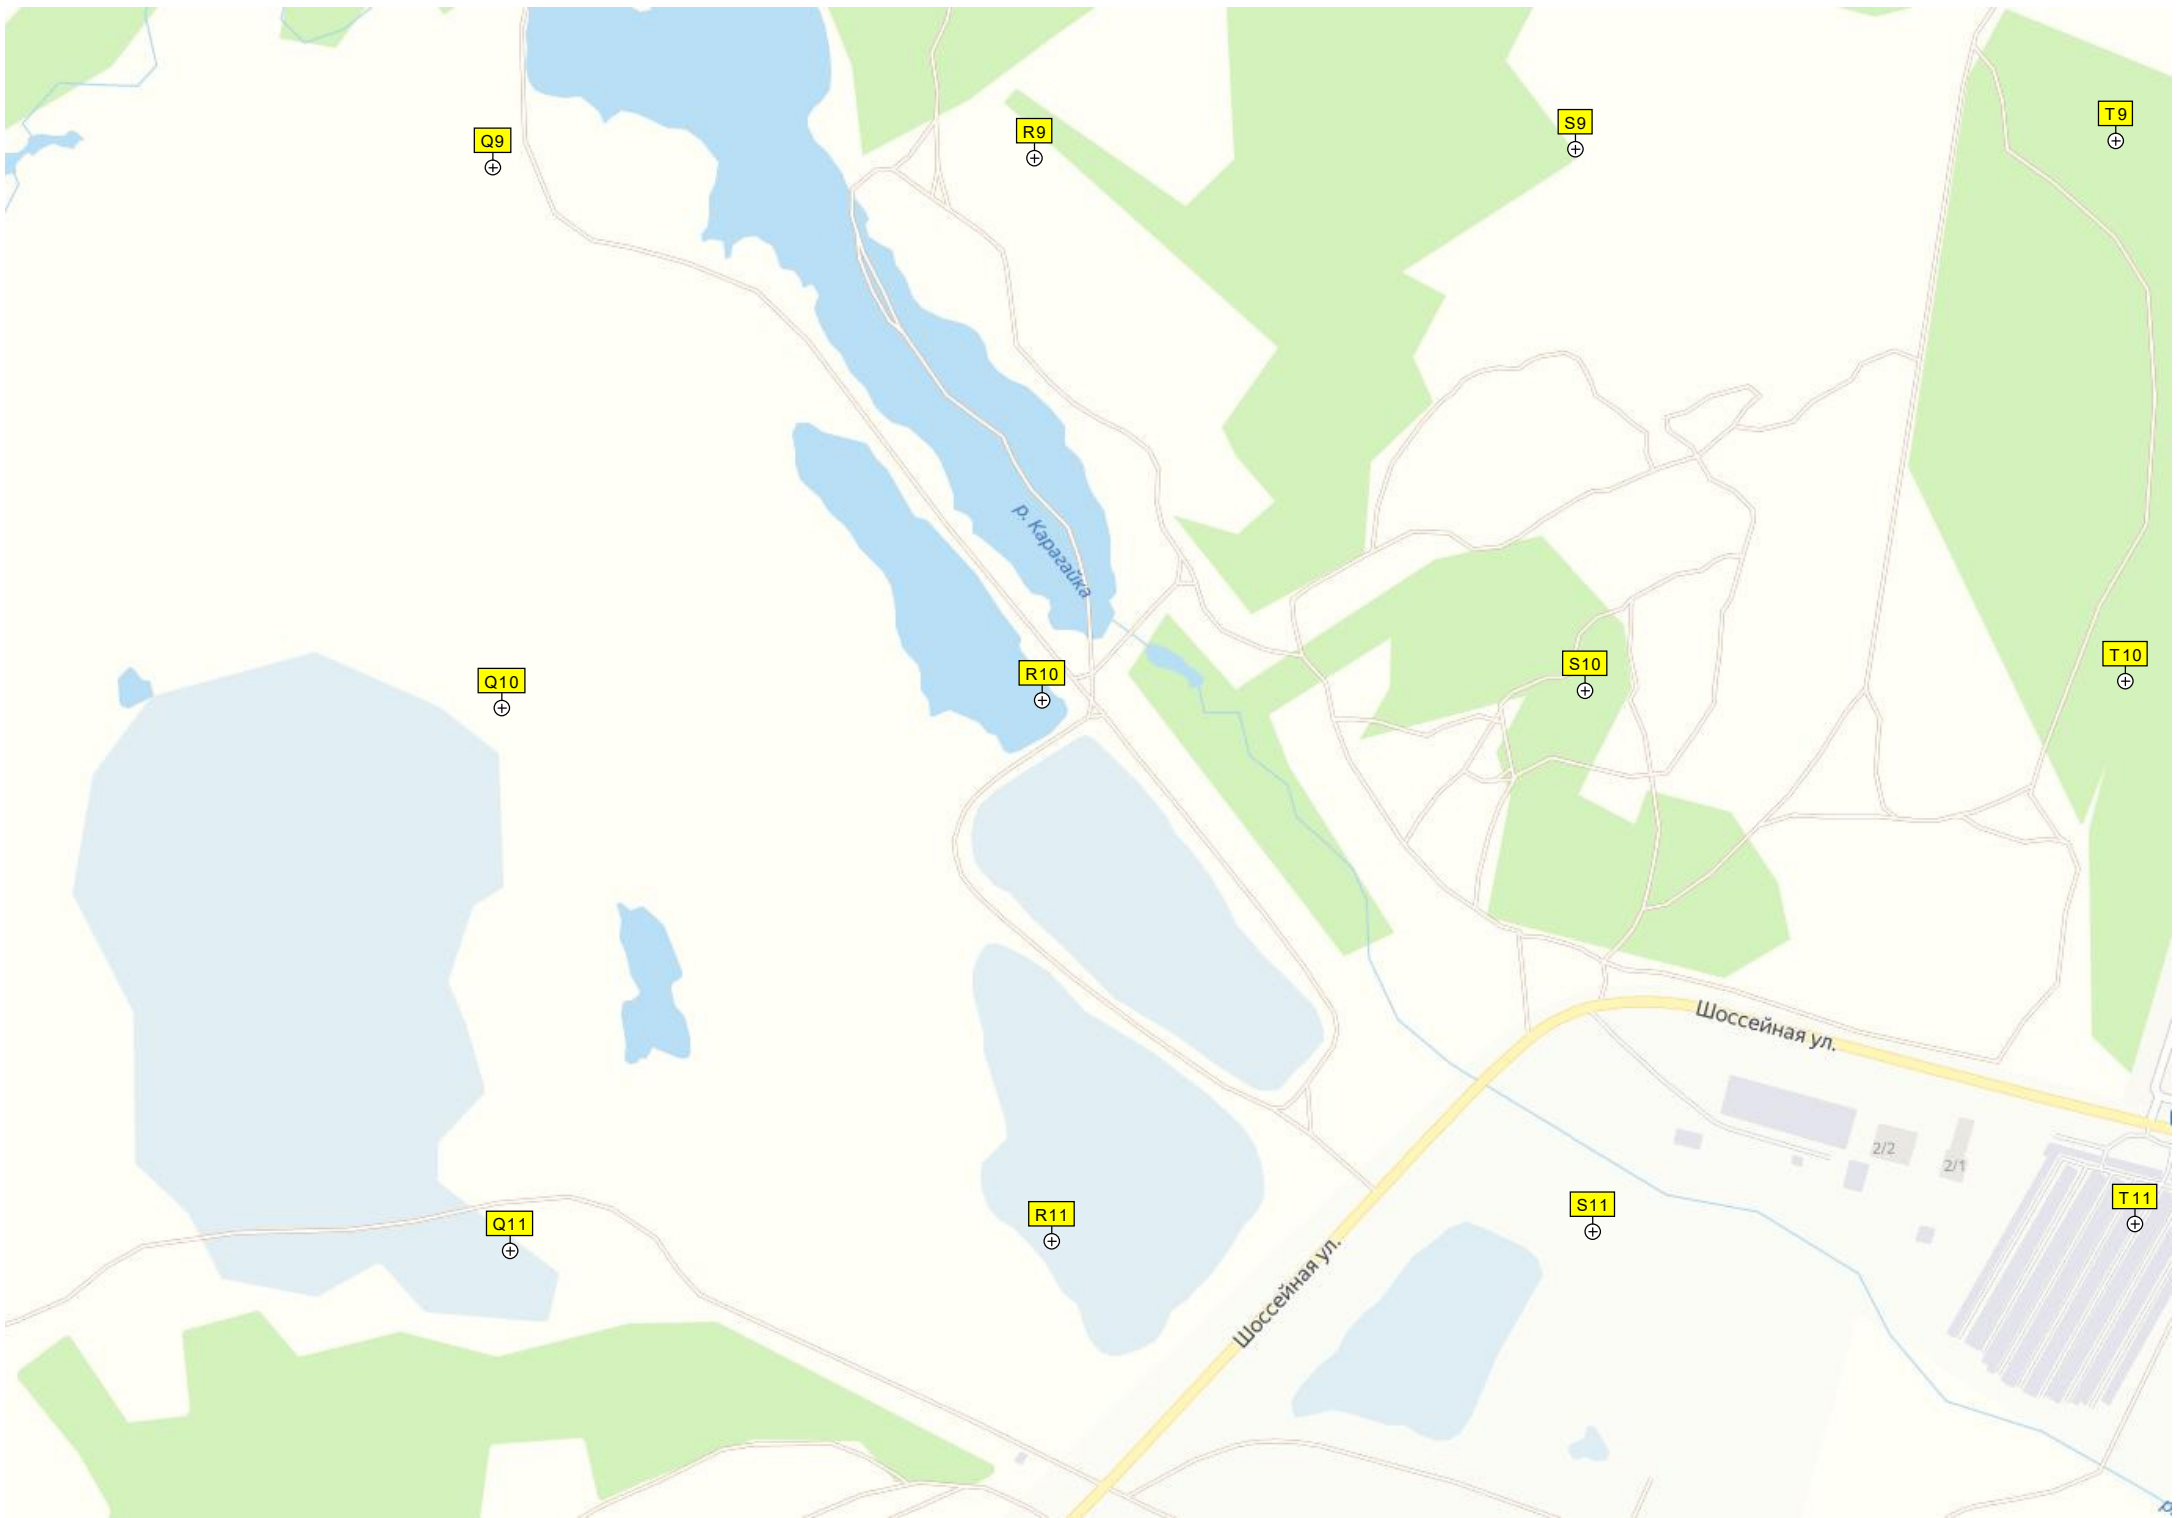 T9
S9
R9
Q9
р. Карагайка
T10
S10
R10
Q10
Шоссейная ул.
2/2
2/1
T11
S11
R11
Q11
Шоссейная ул.